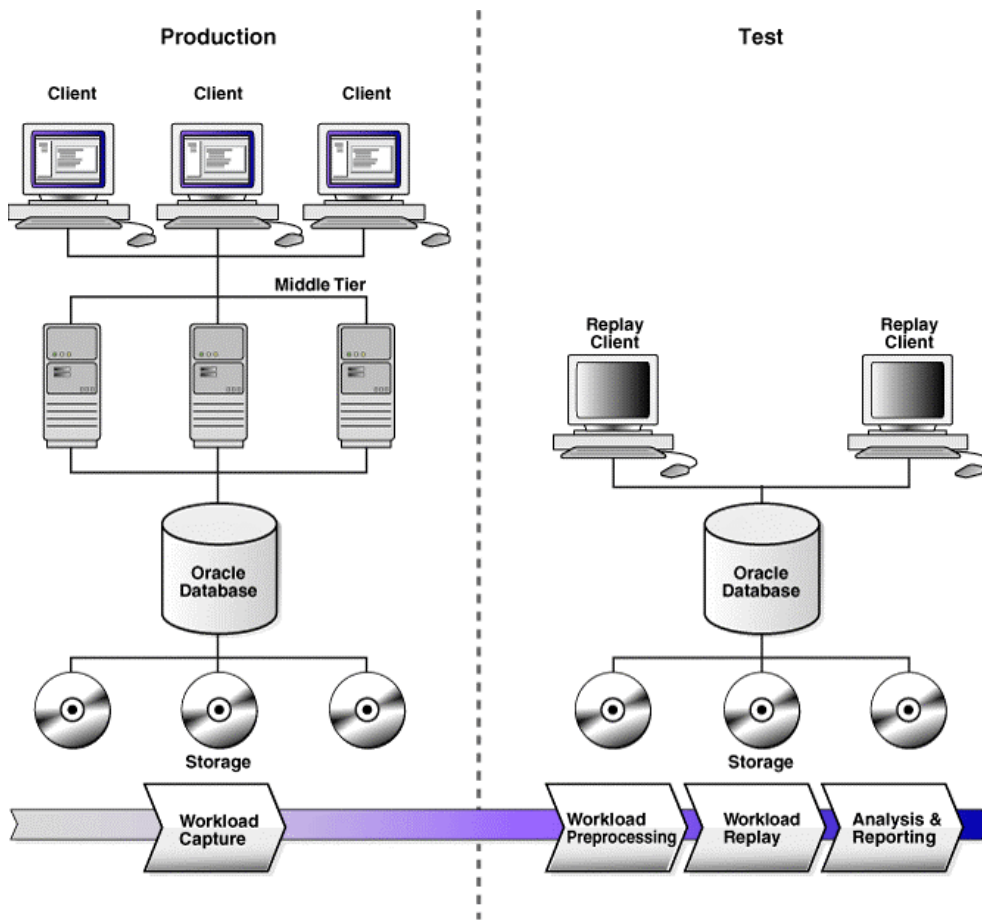 Production
Test
Client
Client
Client
Middle Tier
Replay
Client
Replay
Client
Oracle
Database
Oracle
Database
Storage
Storage
Workload
Capture
Workload
Preprocessing
Workload
Replay
Analysis &
Reporting